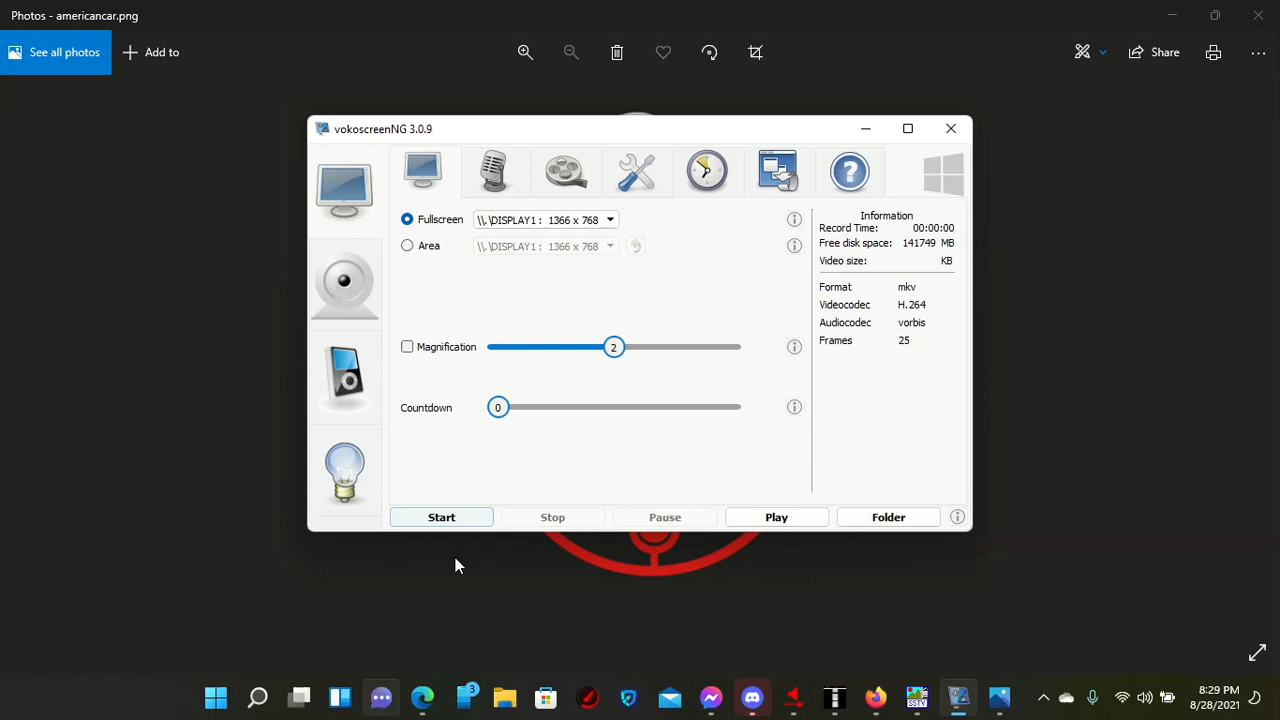 Photos - americancar.png
See all photos
Add to
Share
vokoscreenNG 3.0.9
Fullscreen
\\.\DISPLAY1 : 1366 x 768
Area
\\.\DISPLAY1 : 1366 x 768
Magnification
2
Countdown
0
Information
Record Time: 00:00:00
Free disk space: 141749 MB
Video size: KB
Format mkv
Videocodec H.264
Audiocodec vorbis
Frames 25
Start
Stop
Pause
Play
Folder
3
SSTV
8:29 PM
8/28/2021